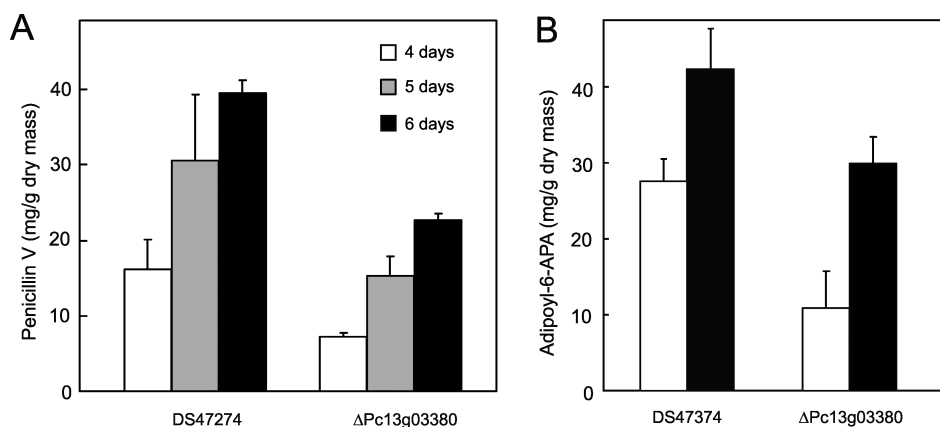 A
Penicillin V (mg/g dry mass)
40
30
20
10
0
4 days
5 days
6 days
DS47274
ΔPc13g03380
B
Adipoyl-6-APA (mg/g dry mass)
40
30
20
10
0
DS47374
ΔPc13g03380